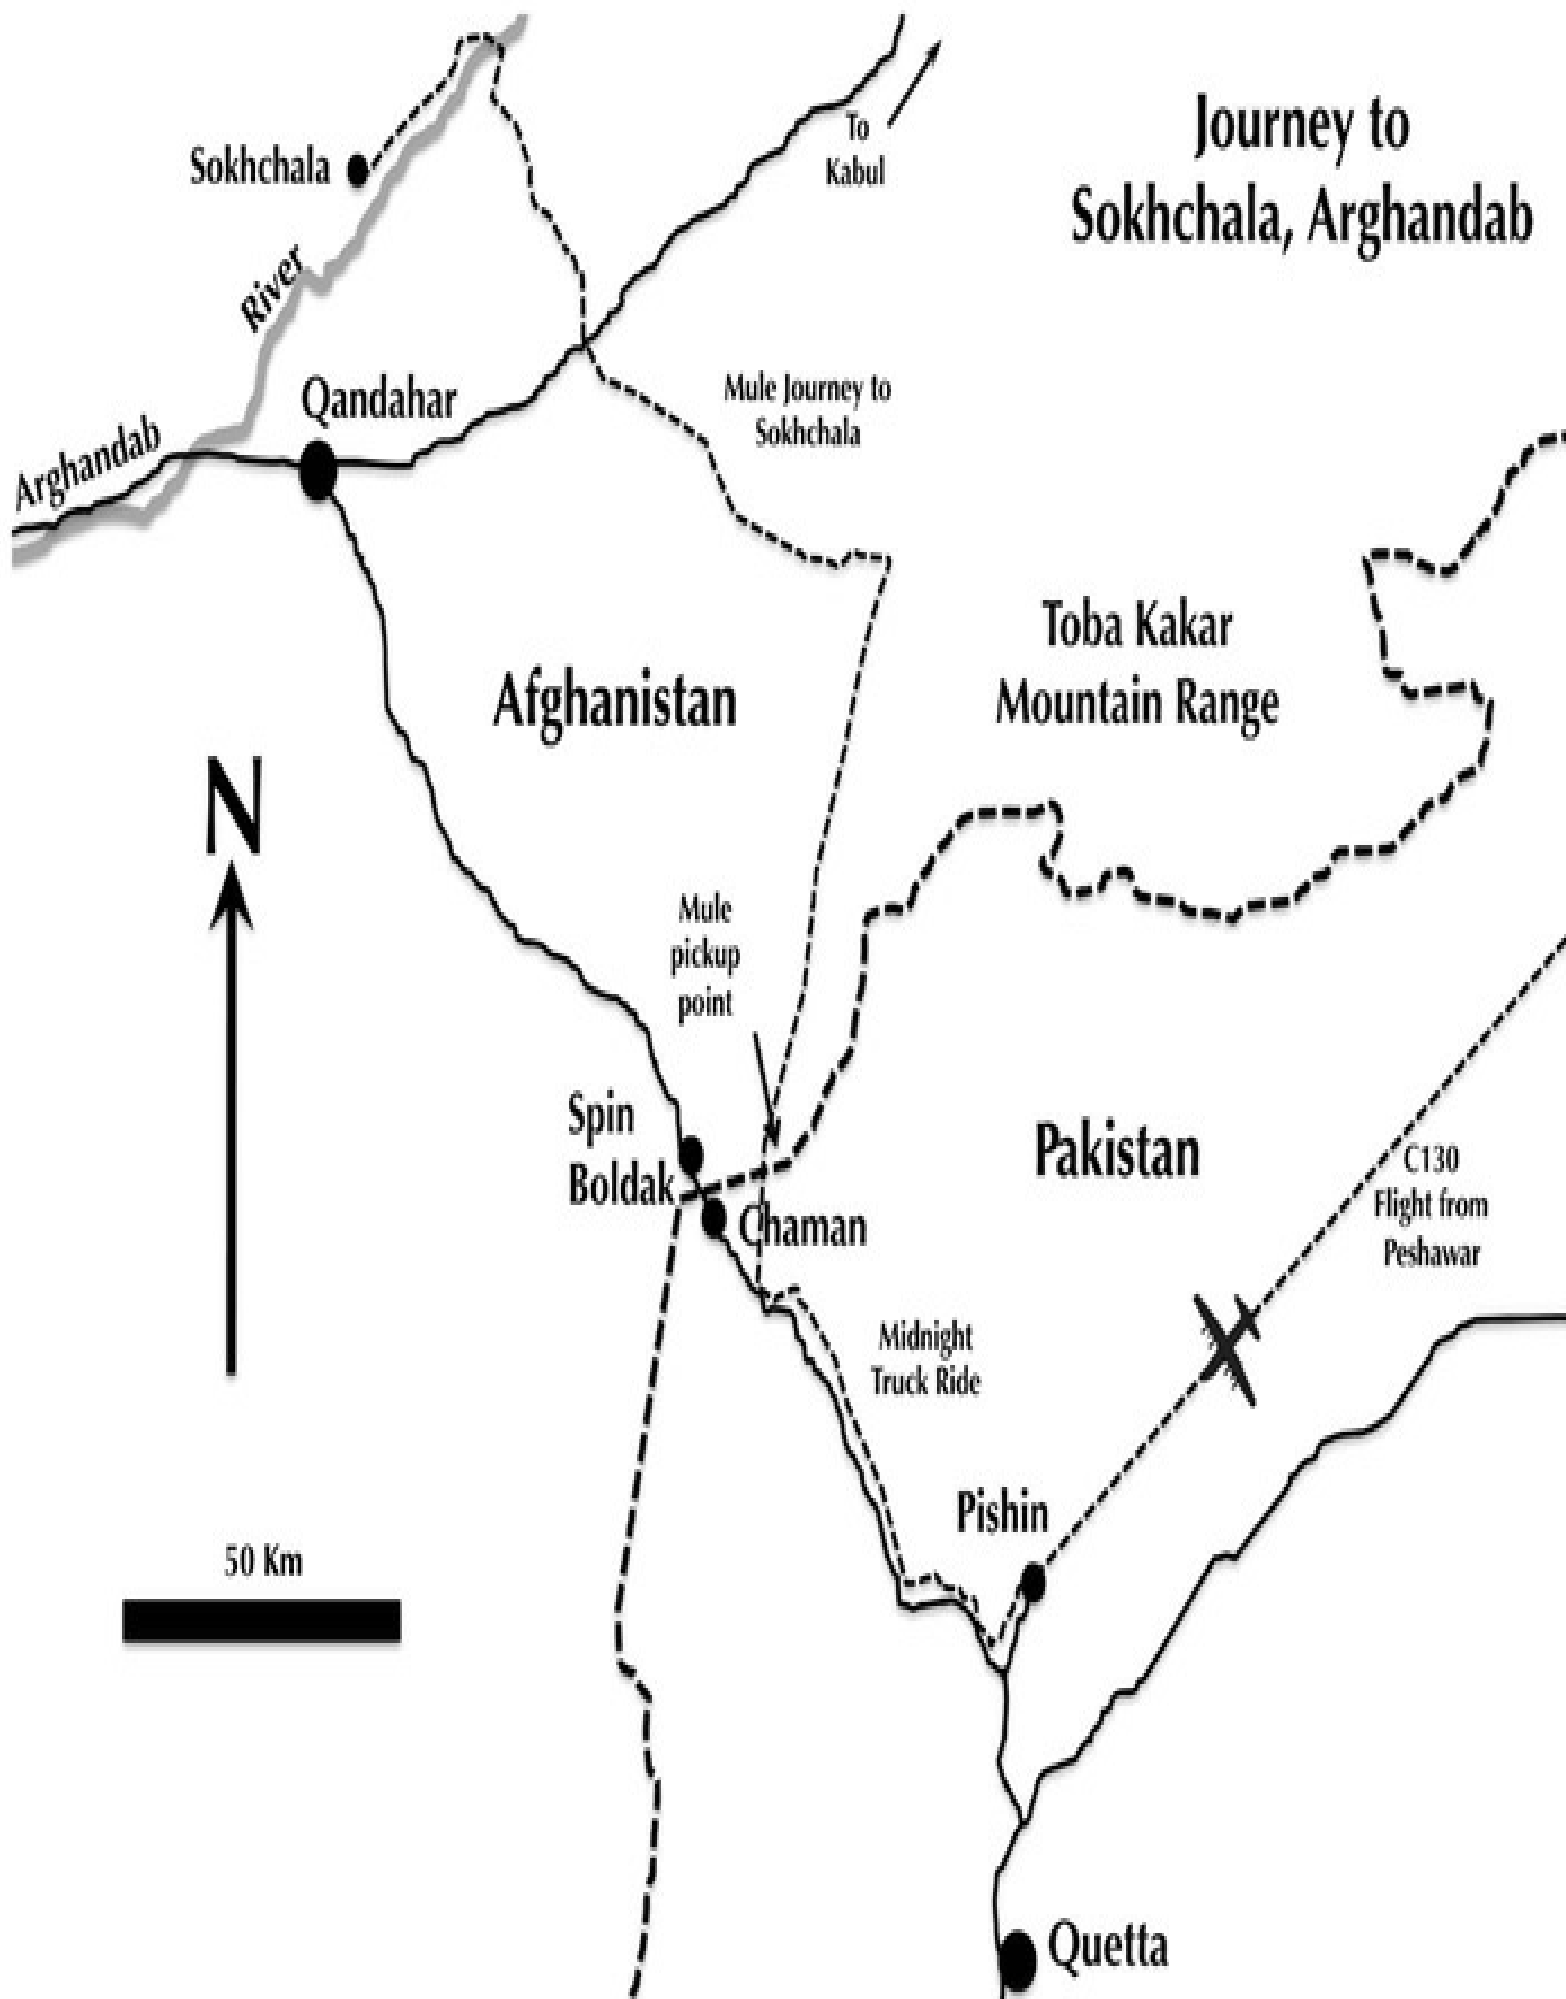 Journey to
Sokhchala, Arghandab
To
Kabul
Sokhchala
River
Qandahar
Arghandab
Mule Journey to
Sokhchala
Toba Kakar
Mountain Range
Afghanistan
N
Mule
pickup
point
Spin
Boldak
Chaman
Pakistan
C130
Flight from
Peshawar
Midnight
Truck Ride
Pishin
50 Km
Quetta